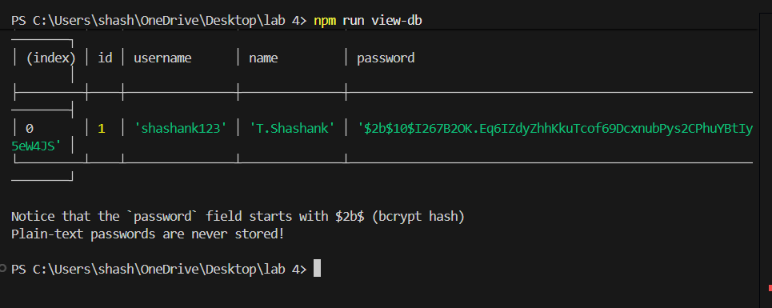 PS C:\Users\shash\OneDrive\Desktop\lab 4> npm run view-db
(index) id username name password
0 1 'shashank123' 'T.Shashank' '$2b$10$I267B2OK.Eq6IZdyZhhKkuTcof69DcxnubPys2CPhuYBtIy
5eW4JS'
Notice that the `password` field starts with $2b$ (bcrypt hash)
Plain-text passwords are never stored!
PS C:\Users\shash\OneDrive\Desktop\lab 4>